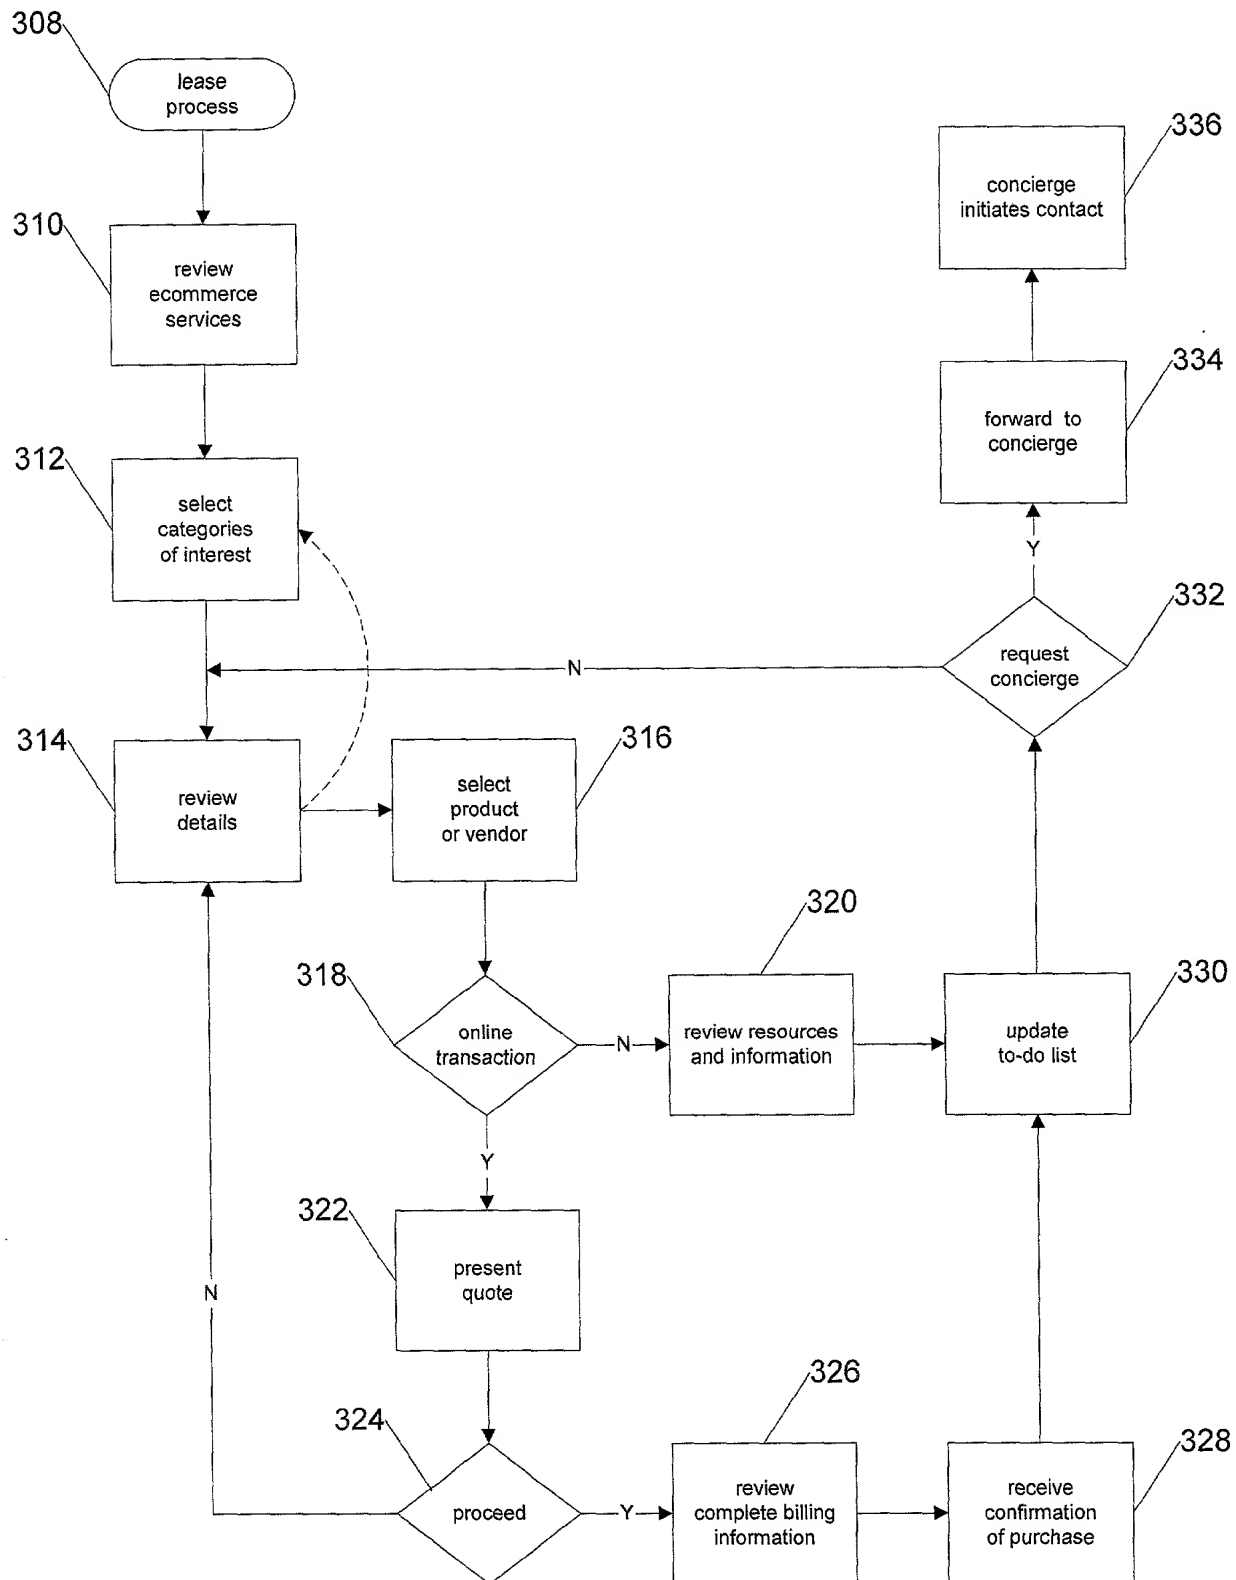 308
lease
process
336
concierge
initiates contact
310
review
ecommerce
services
334
forward to
concierge
312
select
categories
of interest
Y
332
request
concierge
N
314
review
details
316
select
product
or vendor
320
318
online
transaction
N
review resources
and information
330
update
to-do list
Y
322
present
quote
N
326
324
proceed
Y
review
complete billing
information
328
receive
confirmation
of purchase